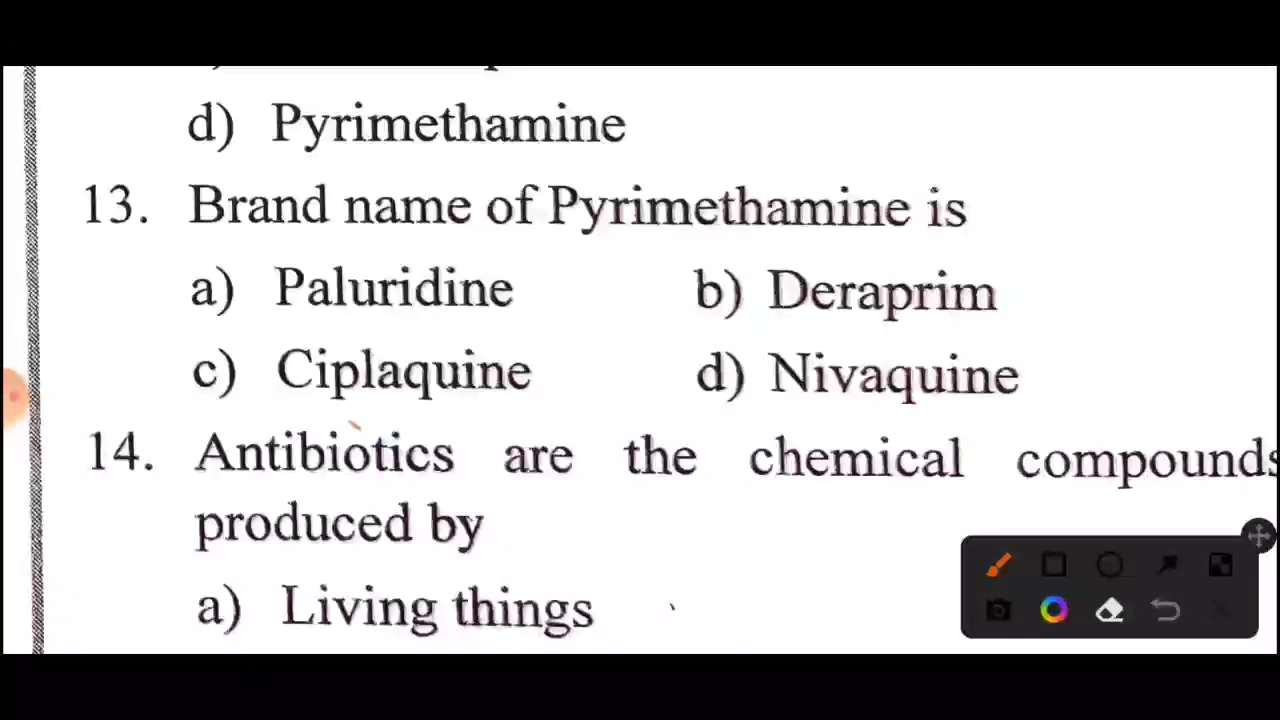 d) Pyrimethamine
13. Brand name of Pyrimethamine is
a) Paluridine b) Deraprim
c) Ciplaquine d) Nivaquine
14. Antibiotics are the chemical compounds
produced by
a) Living things